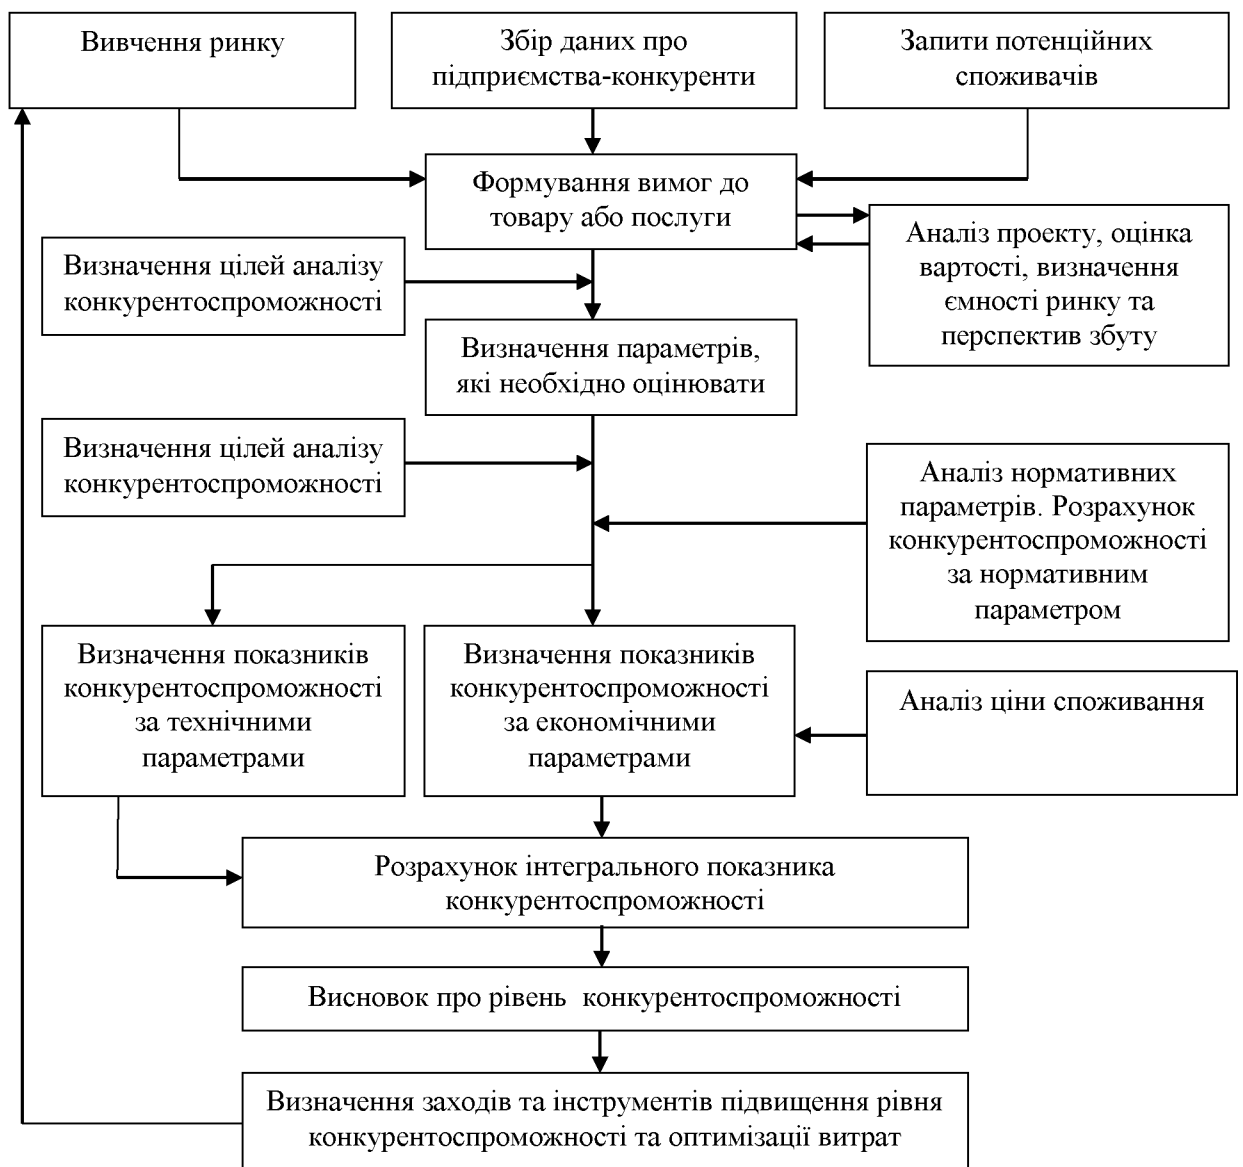 Вивчення ринку
Збір даних про
підприємства-конкуренти
Запити потенційних
споживачів
Формування вимог до
товару або послуги
Аналіз проекту, оцінка
вартості, визначення
ємності ринку та
перспектив збуту
Визначення цілей аналізу
конкурентоспроможності
Визначення параметрів,
які необхідно оцінювати
Визначення цілей аналізу
конкурентоспроможності
Аналіз нормативних
параметрів. Розрахунок
конкурентоспроможності
за нормативним
параметром
Визначення показників
конкурентоспроможності
за технічними
параметрами
Визначення показників
конкурентоспроможності
за економічними
параметрами
Аналіз ціни споживання
Розрахунок інтегрального показника
конкурентоспроможності
Висновок про рівень конкурентоспроможності
Визначення заходів та інструментів підвищення рівня
конкурентоспроможності та оптимізації витрат